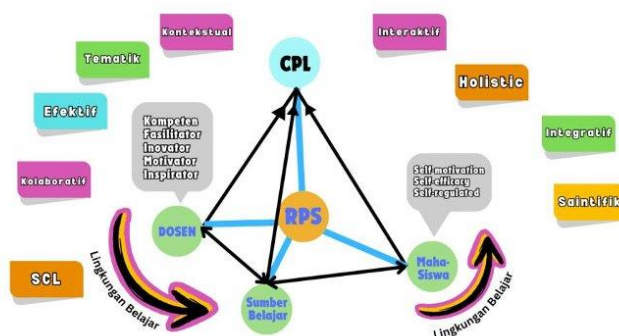 Kontekstual
Interaktif
Tematik
CPL
Holistic
Efektif
Kompeten
Fasilitator
Inovator
Motivator
Inspirator
Integratif
Kolaboratif
Self-motivation
Self-efficacy
Self-regulated
Saintifik
RPS
DOSEN
Maha-
Siswa
SCL
Lingkungan Belajar
Sumber
Belajar
Lingkungan Belajar